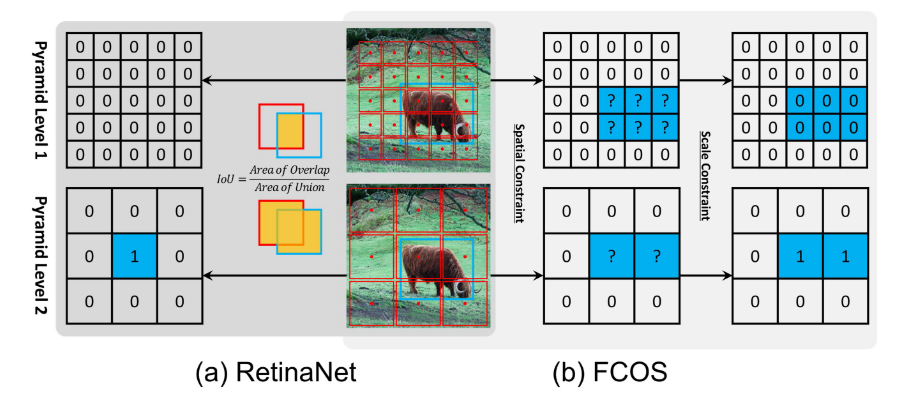 Pyramid Level 1
0 0 0 0 0
0 0 0 0 0
0 0 0 0 0
0 0 0 0 0
0 0 0 0 0
IoU = Area of Overlap
Area of Union
Spatial Constraint
0 0 0 0 0
0 0 0 0 0
0 0 ? ? ?
0 0 ? ? ?
0 0 0 0 0
Scale Constraint
0 0 0 0 0
0 0 0 0 0
0 0 0 0 0
0 0 0 0 0
0 0 0 0 0
Pyramid Level 2
0 0 0
0 1 0
0 0 0
0 0 0
0 ? ?
0 0 0
0 0 0
0 1 1
0 0 0
(a) RetinaNet
(b) FCOS